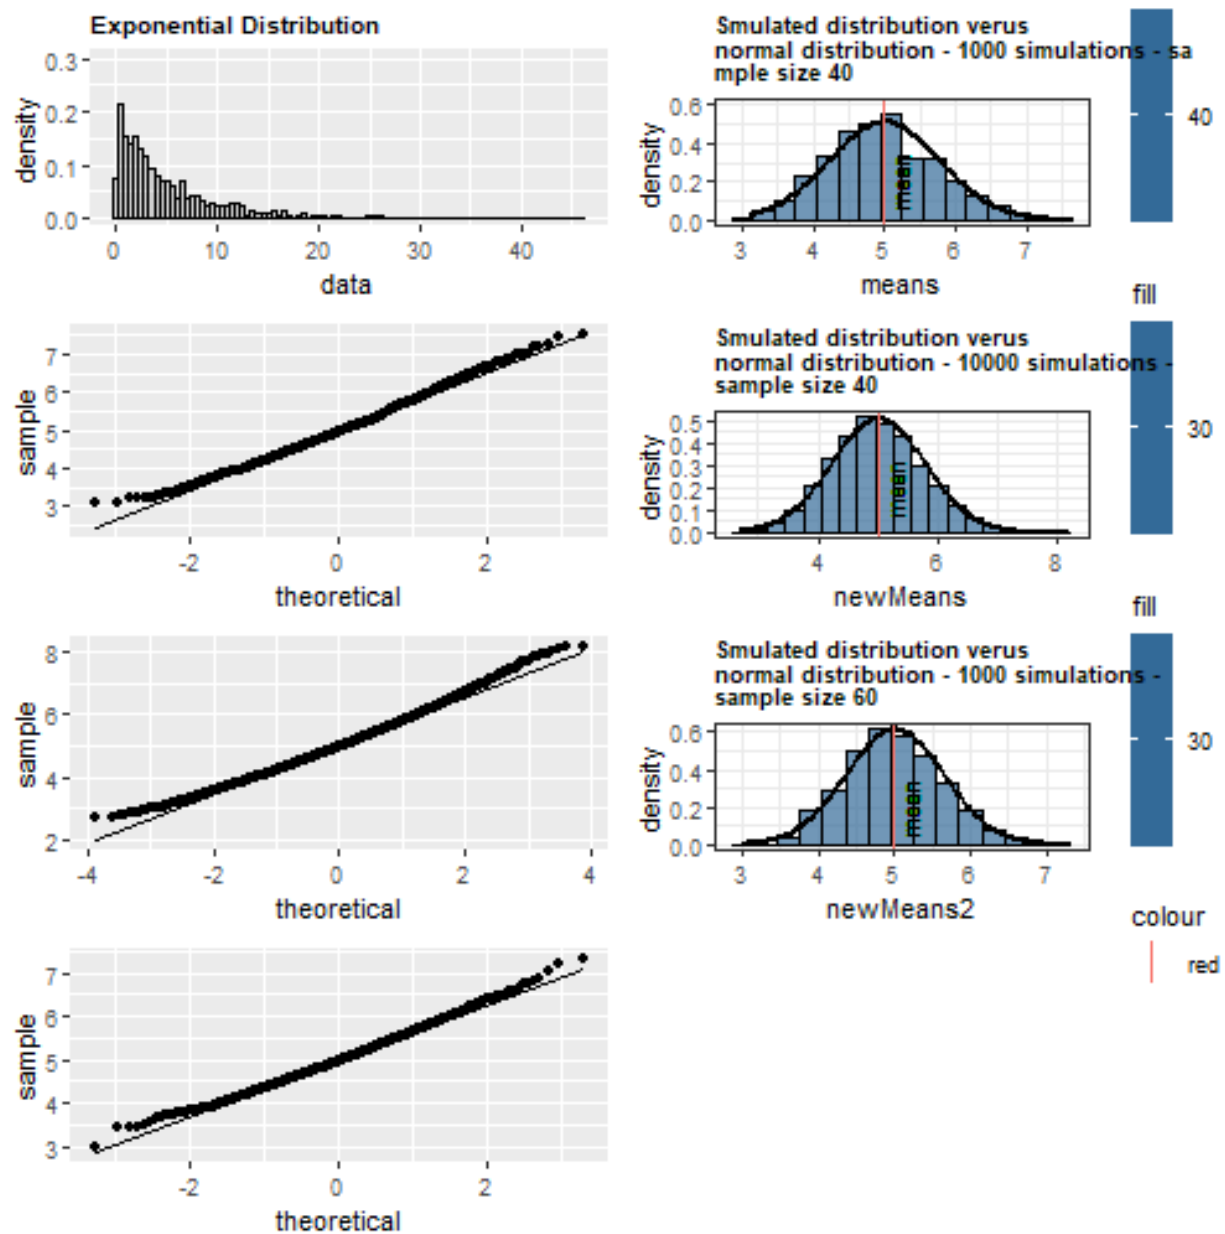 Exponential Distribution
density
0.3
0.2
0.1
0.0
0 10 20 30 40
data
Smulated distribution verus
normal distribution - 1000 simulations - sa
mple size 40
density
0.6
0.4
0.2
0.0
mean
3 4 5 6 7
means
40
fill
sample
7
6
5
4
3
-2 0 2
theoretical
Smulated distribution verus
normal distribution - 10000 simulations -
sample size 40
density
0.5
0.4
0.3
0.2
0.1
0.0
mean
4 6 8
newMeans
30
fill
sample
8
6
4
2
-4 -2 0 2 4
theoretical
Smulated distribution verus
normal distribution - 1000 simulations -
sample size 60
density
0.6
0.4
0.2
0.0
mean
3 4 5 6 7
newMeans2
30
colour
red
sample
7
6
5
4
3
-2 0 2
theoretical